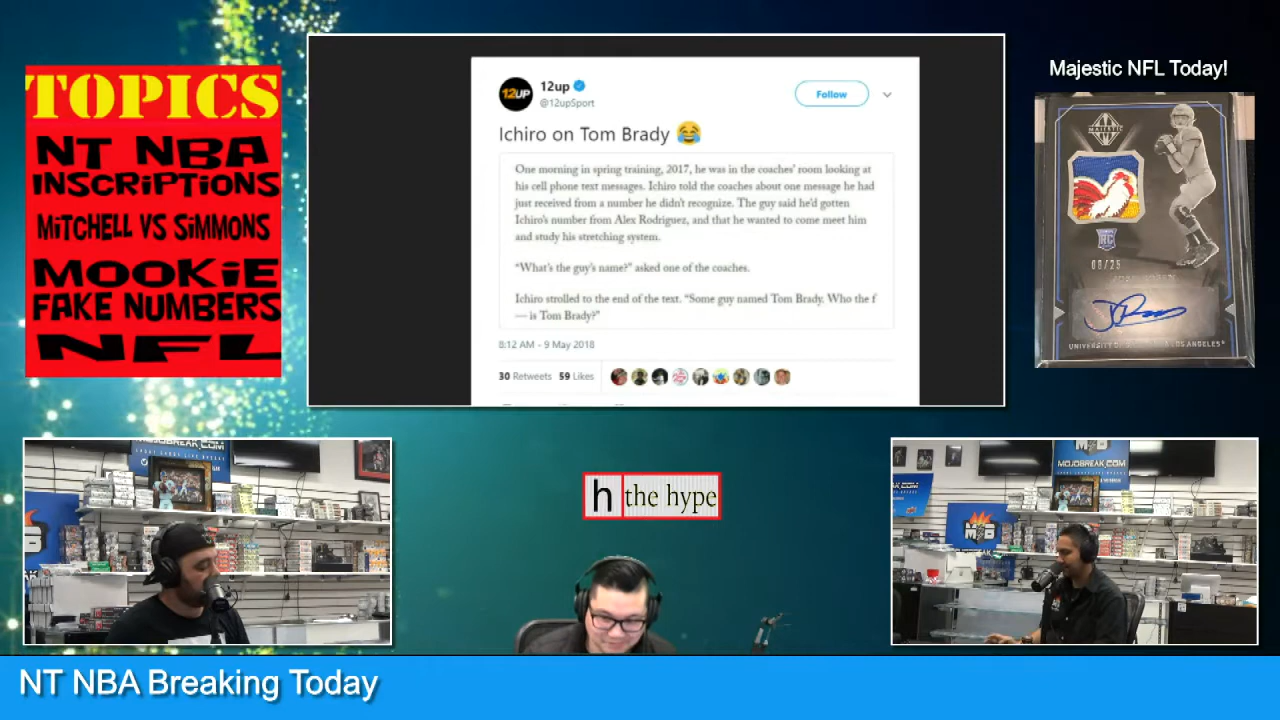 TOPICS
NT NBA
INSCRIPTIONS
MITCHELL VS SIMMONS
MOOKIE
FAKE NUMBERS
NFL
12UP
12up
@12upSport
Follow
Ichiro on Tom Brady 😂
One morning in spring training, 2017, he was in the coaches' room looking at
his cell phone text messages. Ichiro told the coaches about one message he had
just received from a number he didn't recognize. The guy said he'd gotten
Ichiro's number from Alex Rodriguez, and that he wanted to come meet him
and study his stretching system.
"What's the guy's name?" asked one of the coaches.
Ichiro strolled to the end of the text. "Some guy named Tom Brady. Who the f
— is Tom Brady?"
8:12 AM - 9 May 2018
30 Retweets 59 Likes
Majestic NFL Today!
MAJESTIC
RC
08/25
MOJOBREAK.COM
MOJOBREAK.COM
h the hype
NT NBA Breaking Today